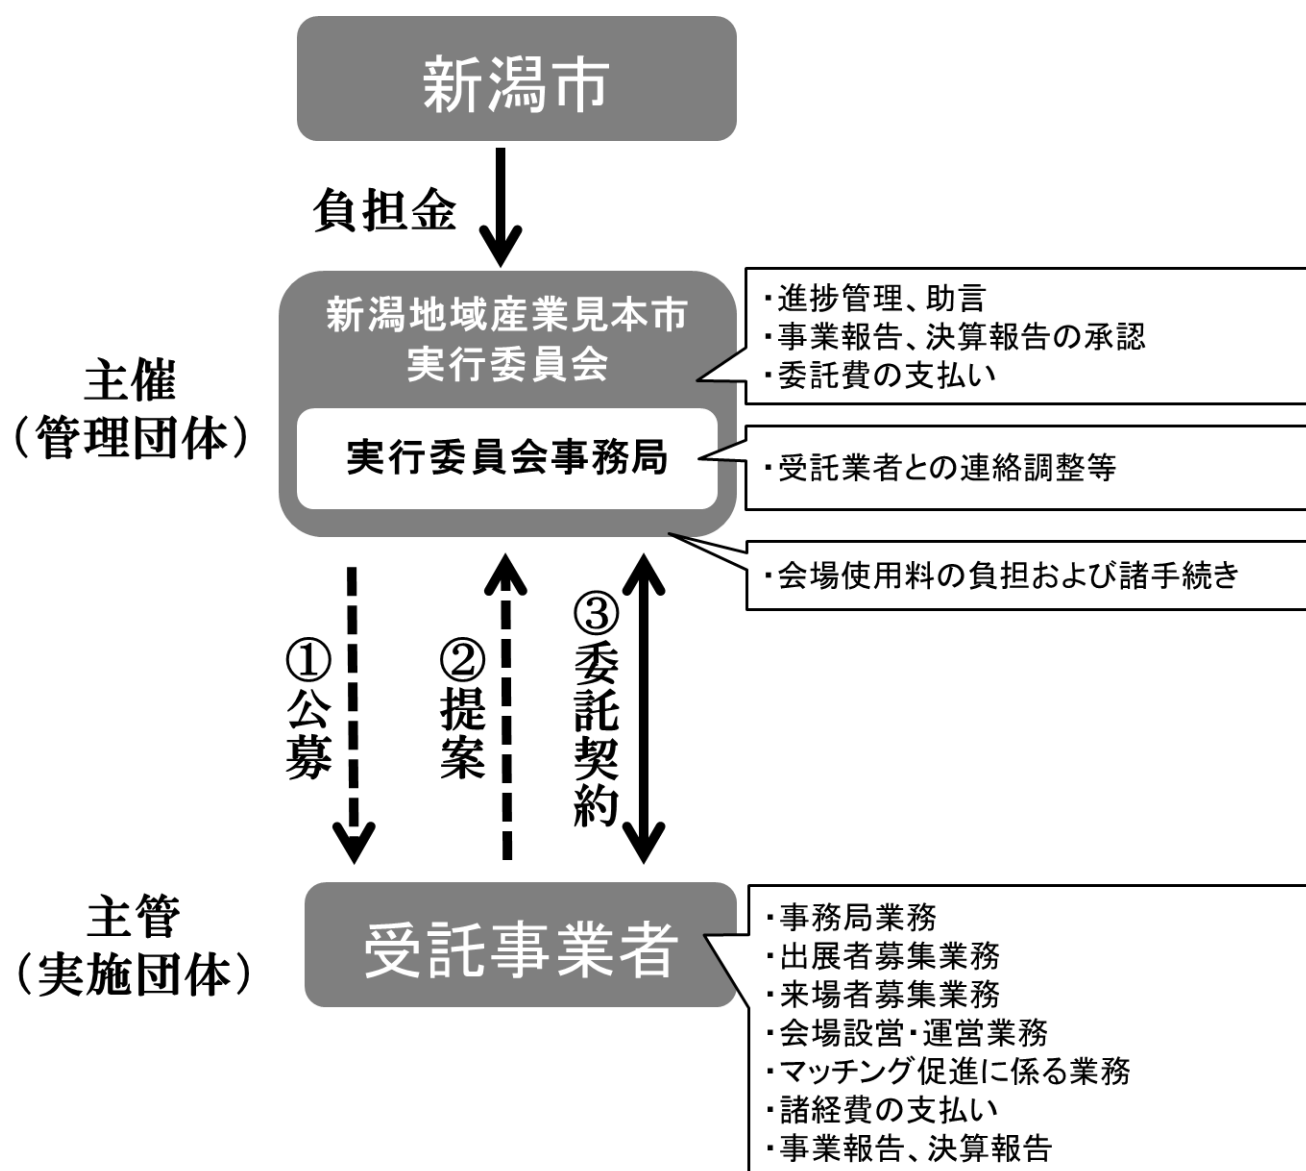 新潟市
負担金
新潟地域産業見本市
実行委員会
実行委員会事務局
主催
（管理団体）
・進捗管理、助言
・事業報告、決算報告の承認
・委託費の支払い
・受託業者との連絡調整等
・会場使用料の負担および諸手続き
①公募
②提案
③委託契約
主管
（実施団体）
受託事業者
・事務局業務
・出展者募集業務
・来場者募集業務
・会場設営・運営業務
・マッチング促進に係る業務
・諸経費の支払い
・事業報告、決算報告